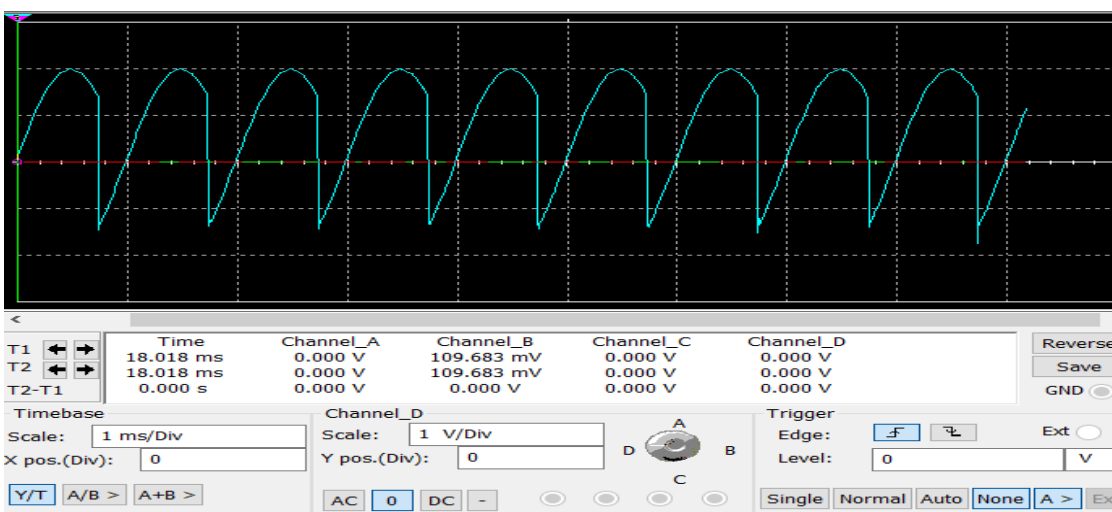 <
Time Channel_A Channel_B Channel_C Channel_D
T1 18.018 ms 0.000 V 109.683 mV 0.000 V 0.000 V
T2 18.018 ms 0.000 V 109.683 mV 0.000 V 0.000 V
T2-T1 0.000 s 0.000 V 0.000 V 0.000 V 0.000 V
Reverse
Save
GND
Timebase
Scale: 1 ms/Div
X pos.(Div): 0
Y/T A/B > A+B >
Channel_D
Scale: 1 V/Div
Y pos.(Div): 0
AC 0 DC -
A
D B
C
Trigger
Edge: Ext
Level: 0 V
Single Normal Auto None A > Ex